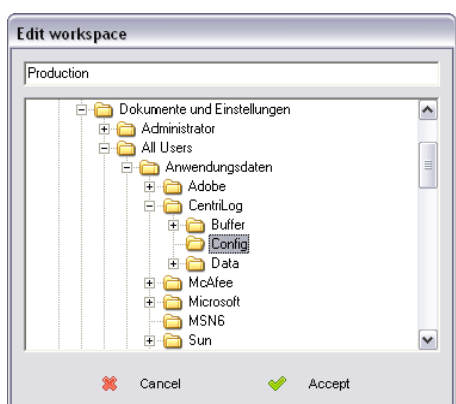 Edit workspace
Production
Dokumente und Einstellungen
Administrator
All Users
Anwendungsdaten
Adobe
CentriLog
Buffer
Config
Data
McAfee
Microsoft
MSN6
Sun
Cancel Accept